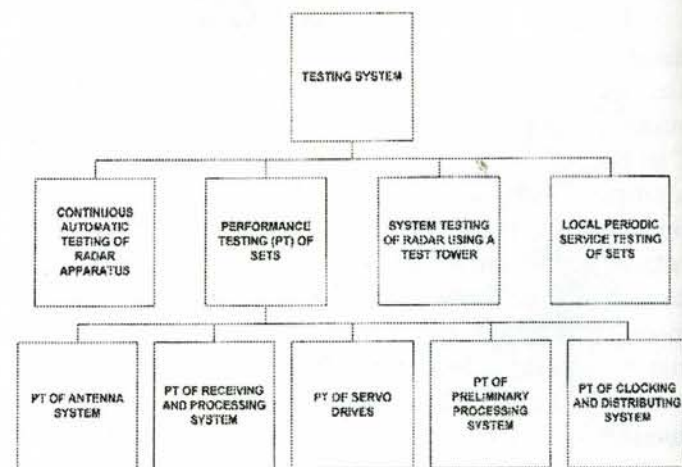 TESTING SYSTEM
CONTINUOUS
AUTOMATIC
TESTING OF
RADAR
APPARATUS
PERFORMANCE
TESTING (PT) OF
SETS
SYSTEM TESTING
OF RADAR USING A
TEST TOWER
LOCAL PERIODIC
SERVICE TESTING
OF SETS
PT OF ANTENNA
SYSTEM
PT OF RECEIVING
AND PROCESSING
SYSTEM
PT OF SERVO
DRIVES
PT OF
PRELIMINARY
PROCESSING
SYSTEM
PT OF CLOCKING
AND DISTRIBUTING
SYSTEM